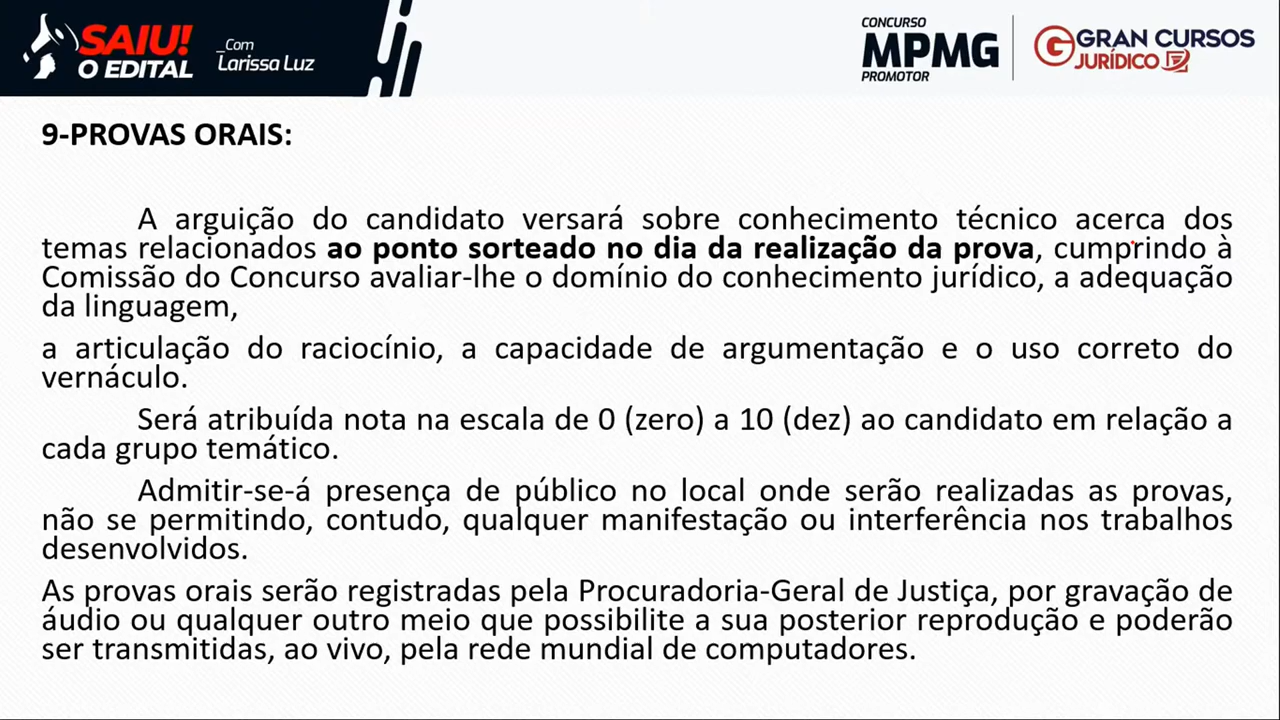 SAIU!
O EDITAL
_Com
Larissa Luz
CONCURSO
MPMG
PROMOTOR
GRAN CURSOS
JURÍDICO
9-PROVAS ORAIS:
A arguição do candidato versará sobre conhecimento técnico acerca dos
temas relacionados ao ponto sorteado no dia da realização da prova, cumprindo à
Comissão do Concurso avaliar-lhe o domínio do conhecimento jurídico, a adequação
da linguagem,
a articulação do raciocínio, a capacidade de argumentação e o uso correto do
vernáculo.
Será atribuída nota na escala de 0 (zero) a 10 (dez) ao candidato em relação a
cada grupo temático.
Admitir-se-á presença de público no local onde serão realizadas as provas,
não se permitindo, contudo, qualquer manifestação ou interferência nos trabalhos
desenvolvidos.
As provas orais serão registradas pela Procuradoria-Geral de Justiça, por gravação de
áudio ou qualquer outro meio que possibilite a sua posterior reprodução e poderão
ser transmitidas, ao vivo, pela rede mundial de computadores.